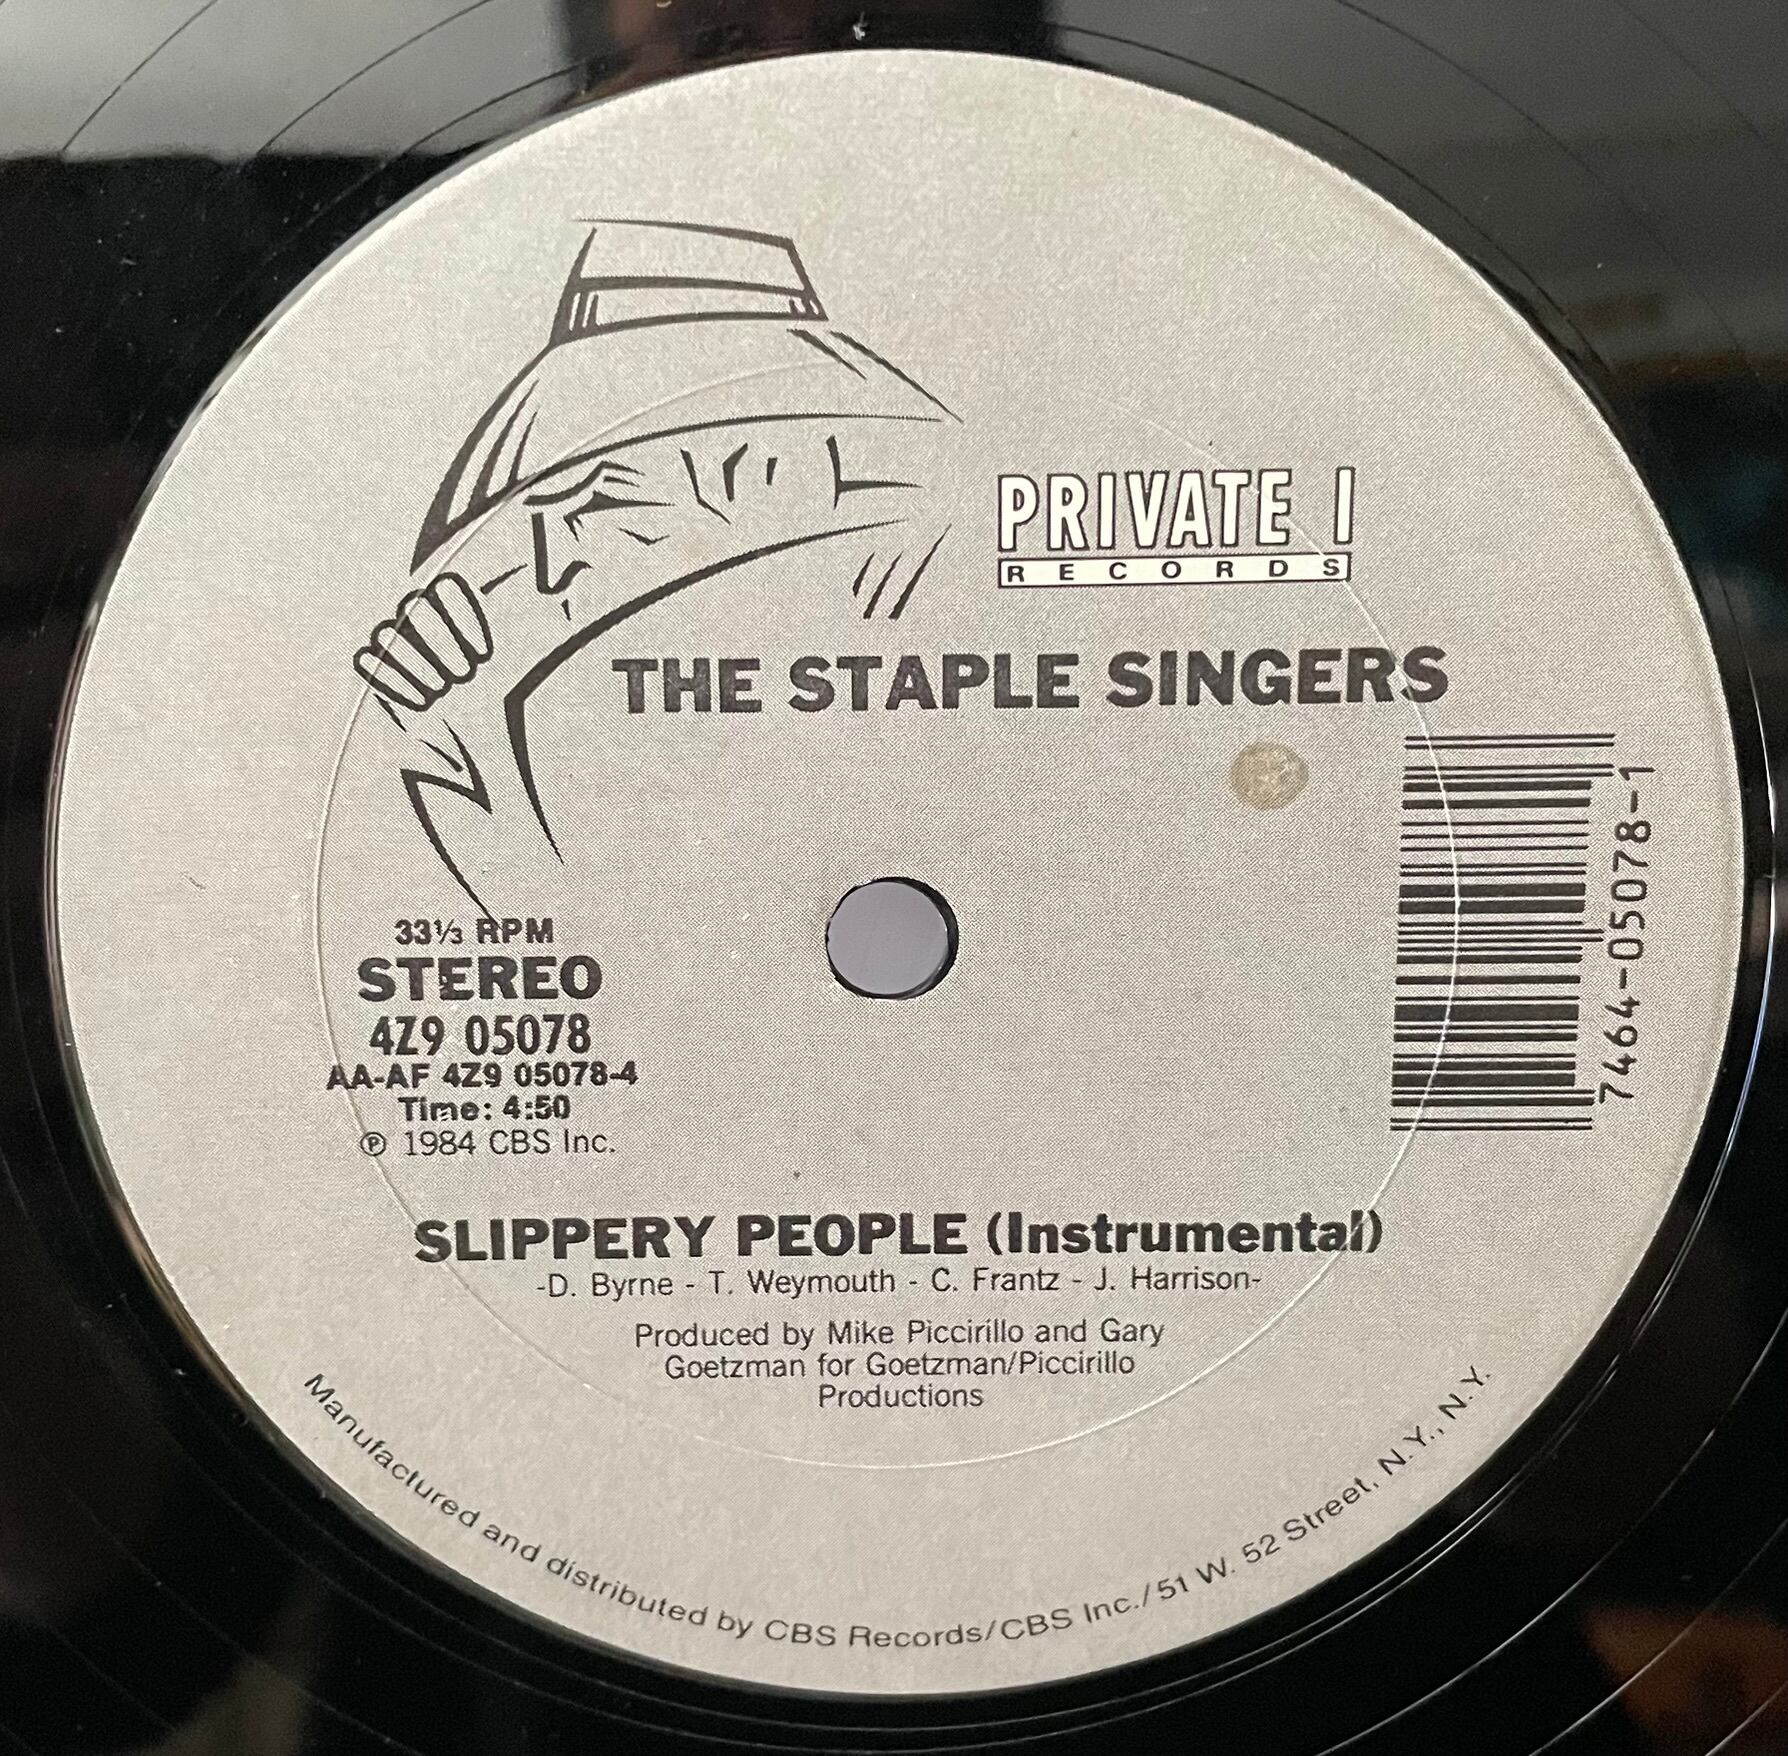 PRIVATE I
RECORDS
THE STAPLE SINGERS
7464-05078-1
33⅓ RPM
STEREO
4Z9 05078
AA-AF 4Z9 05078-4
Time: 4:50
℗ 1984 CBS Inc.
SLIPPERY PEOPLE (Instrumental)
-D. Byrne - T. Weymouth - C. Frantz - J. Harrison-
Produced by Mike Piccirillo and Gary
Goetzman for Goetzman/Piccirillo
Productions
Manufactured and distributed by CBS Records/CBS Inc./51 W. 52 Street, N.Y., N.Y.